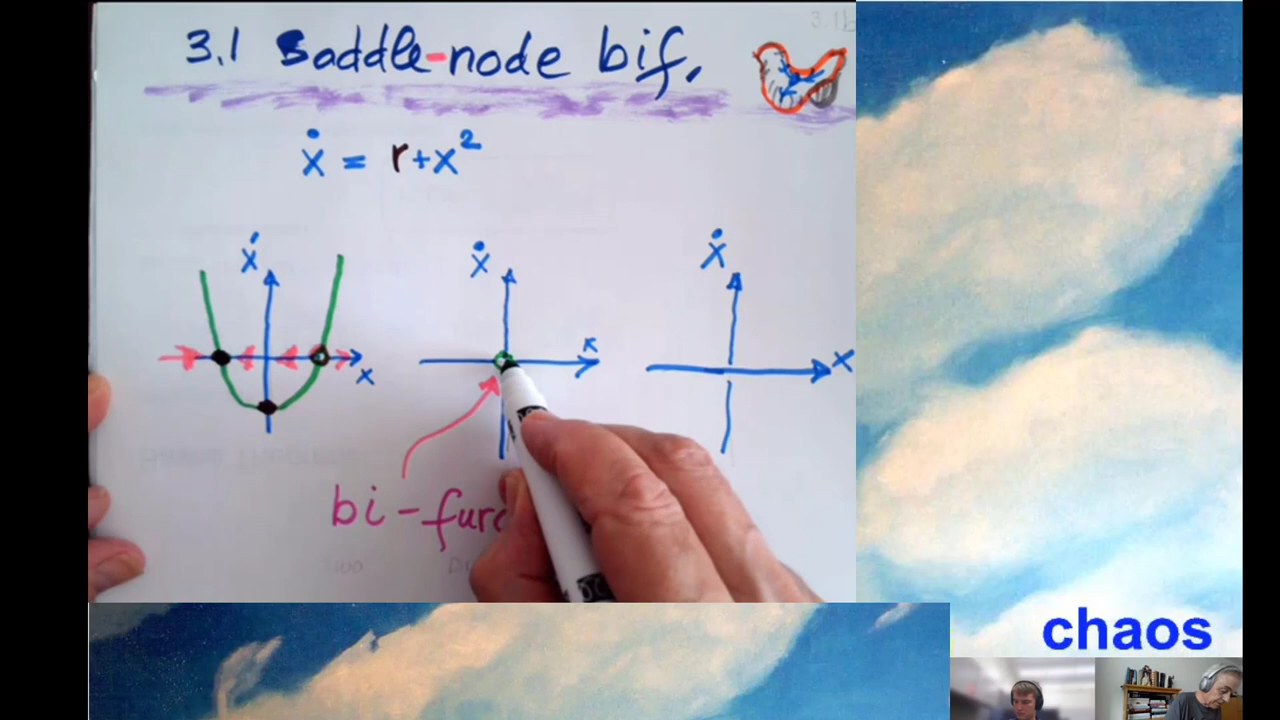 3.1 Saddle-node bif.
ẋ = r+x²
ẋ
ẋ
ẋ
x
x
x
bi-furc
chaos